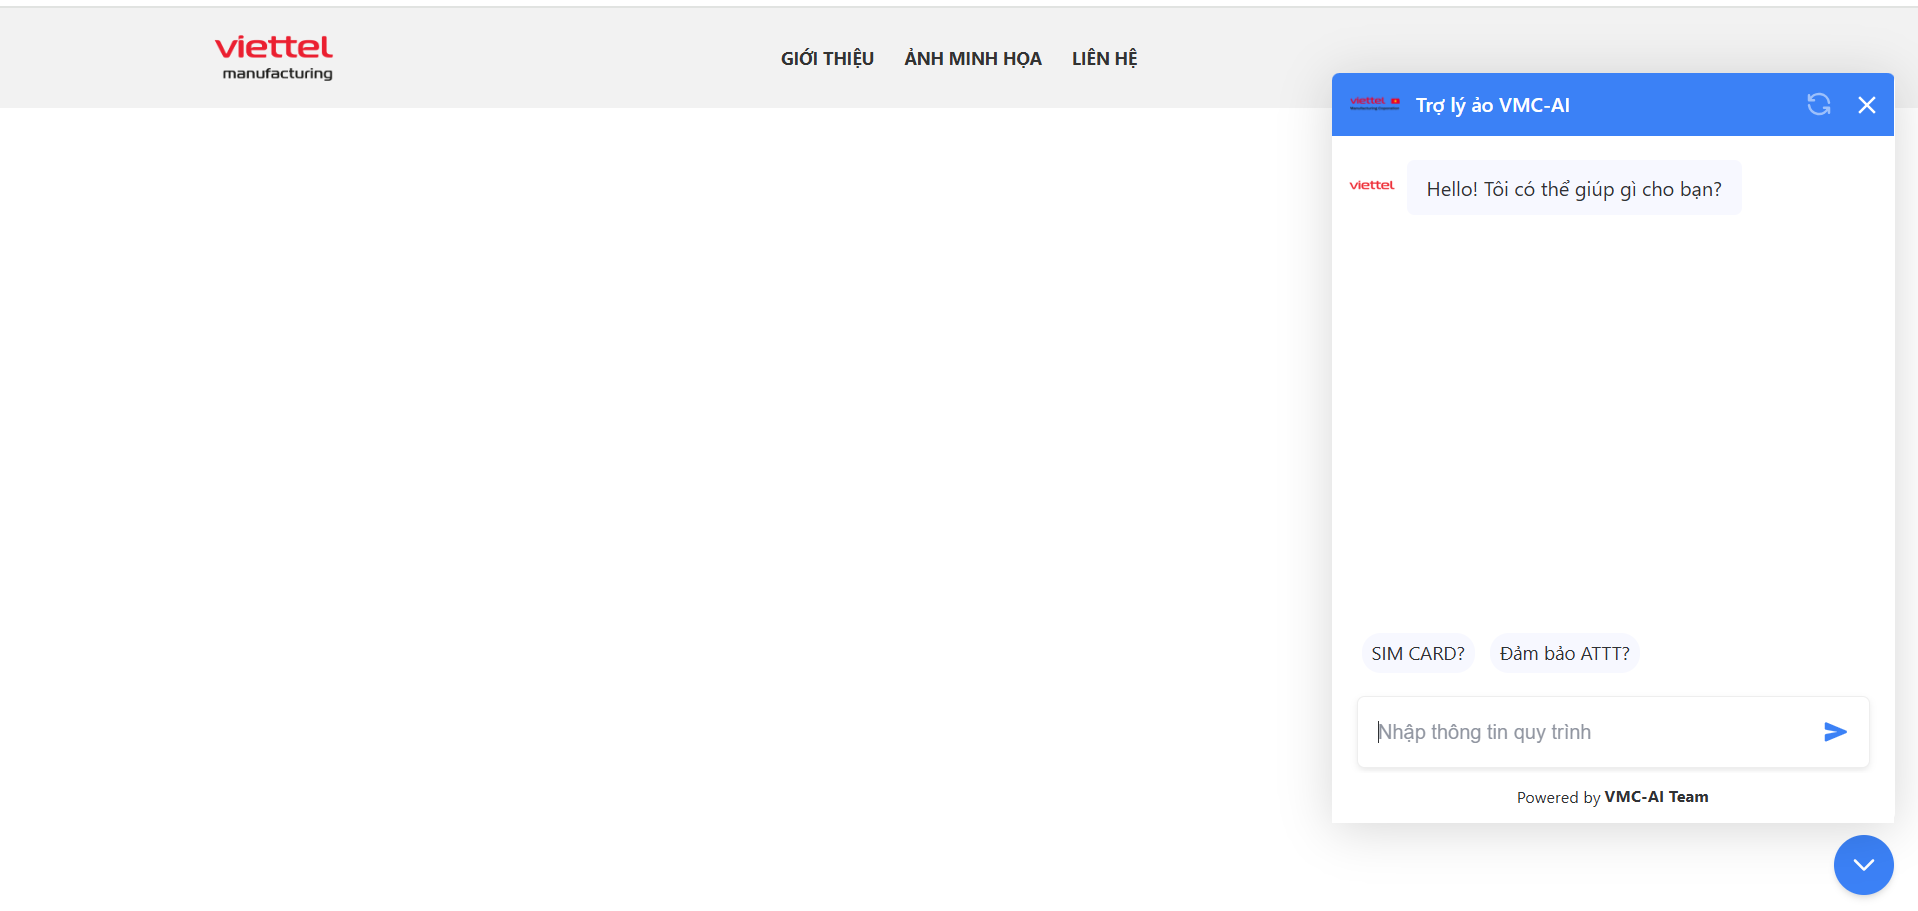 viettel
manufacturing
GIỚI THIỆU
ẢNH MINH HỌA
LIÊN HỆ
viettel
Trợ lý ảo VMC-AI
viettel
Hello! Tôi có thể giúp gì cho bạn?
SIM CARD?
Đảm bảo ATTT?
Nhập thông tin quy trình
Powered by VMC-AI Team